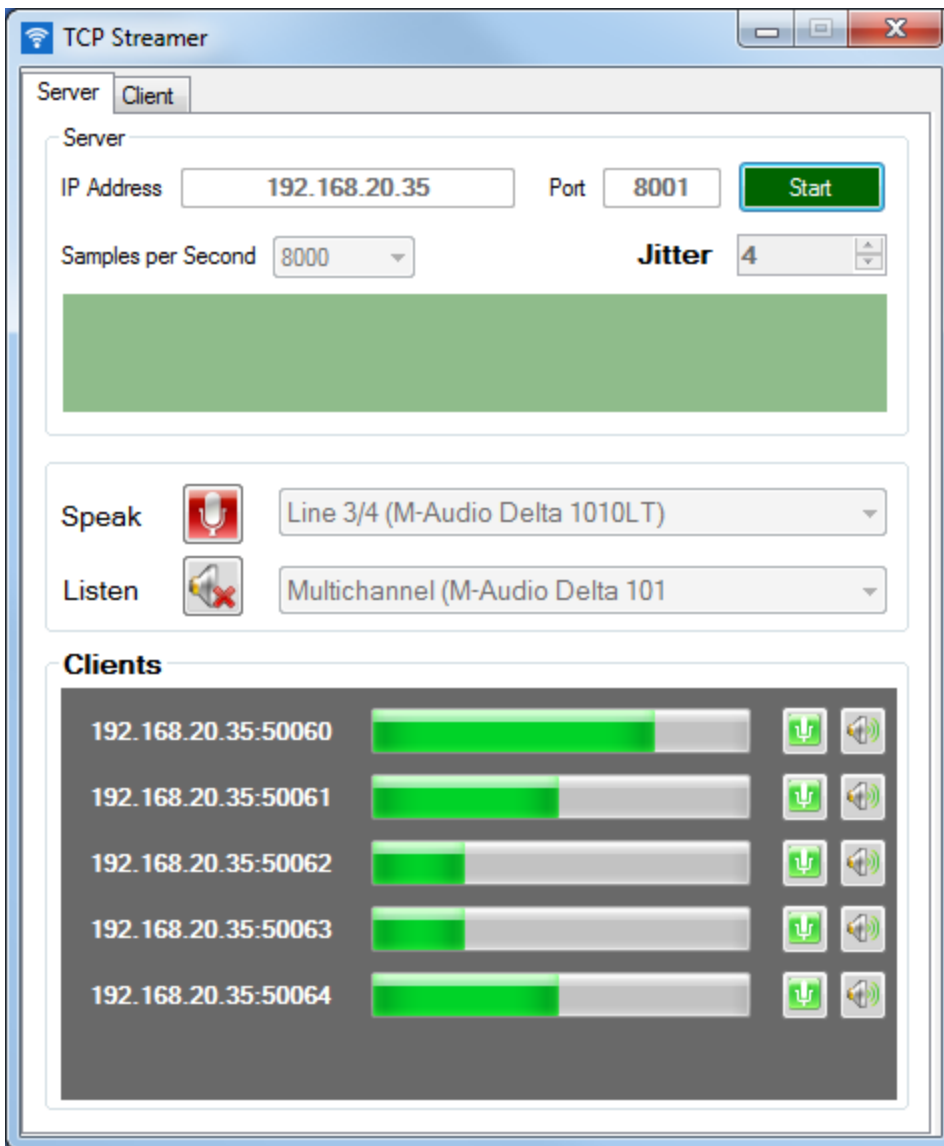 TCP Streamer
Server Client
Server
IP Address 192.168.20.35 Port 8001 Start
Samples per Second 8000 Jitter 4
Speak Line 3/4 (M-Audio Delta 1010LT)
Listen Multichannel (M-Audio Delta 101
Clients
192.168.20.35:50060
192.168.20.35:50061
192.168.20.35:50062
192.168.20.35:50063
192.168.20.35:50064